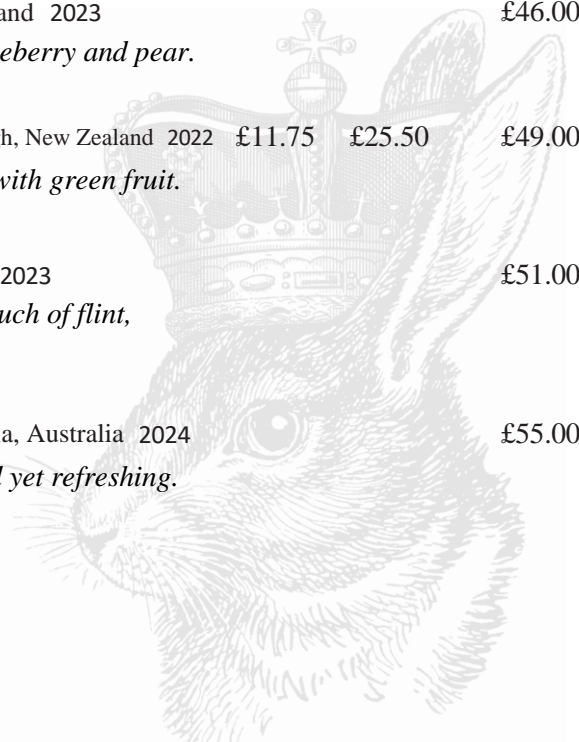 and 2023 £46.00
eberry and pear.
h, New Zealand 2022 £11.75 £25.50 £49.00
with green fruit.
2023 £51.00
uch of flint,
a, Australia 2024 £55.00
yet refreshing.